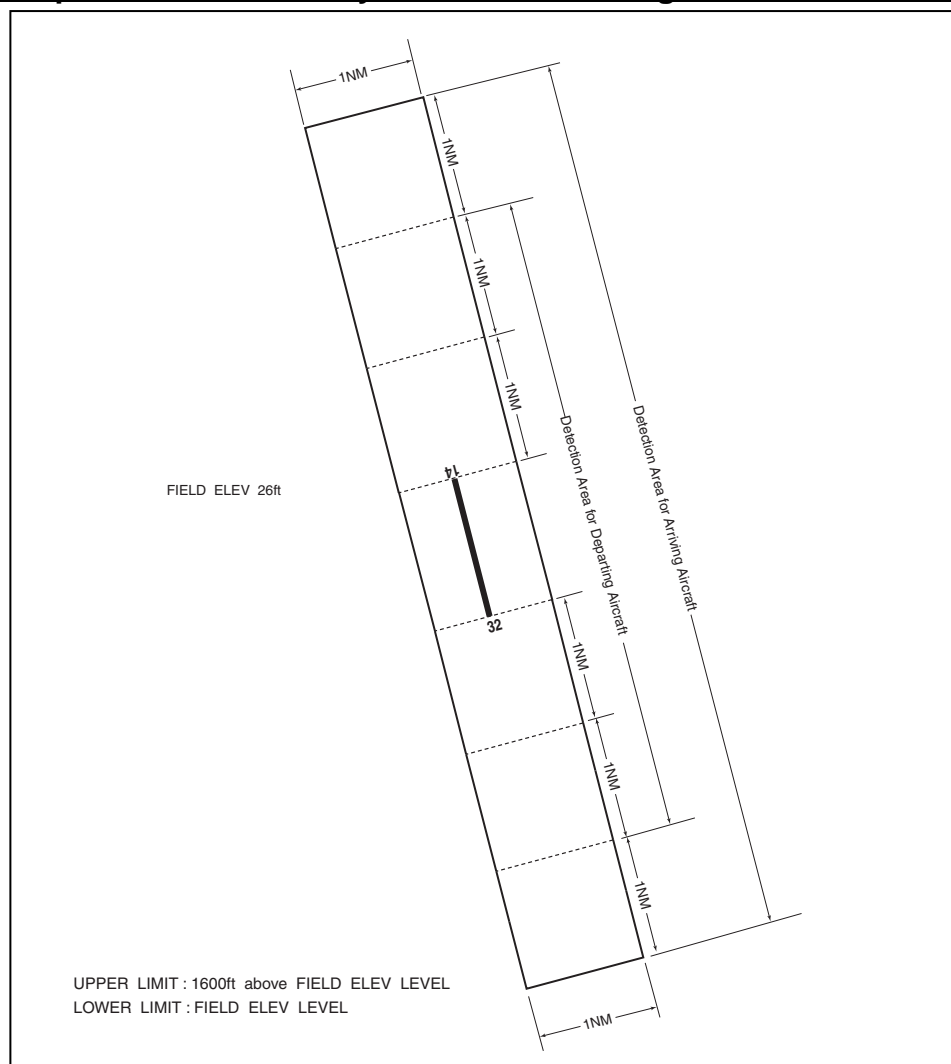 1NM
1NM
1NM
1NM
Detection Area for Departing Aircraft
Detection Area for Arriving Aircraft
14
FIELD ELEV 26ft
32
1NM
1NM
1NM
UPPER LIMIT : 1600ft above FIELD ELEV LEVEL
LOWER LIMIT : FIELD ELEV LEVEL
1NM